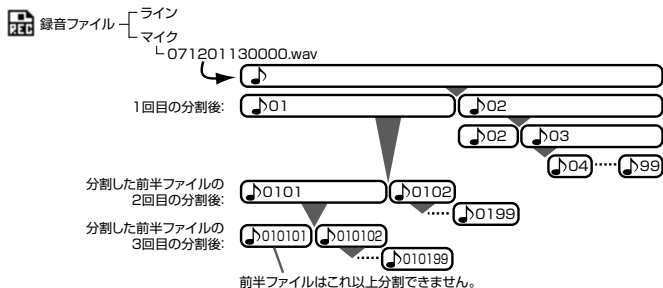 REC 録音ファイル
ライン
マイク
071201130000.wav
1回目の分割後:
01
02
02
03
04
99
分割した前半ファイルの
2回目の分割後:
0101
0102
0199
分割した前半ファイルの
3回目の分割後:
010101
010102
010199
前半ファイルはこれ以上分割できません。